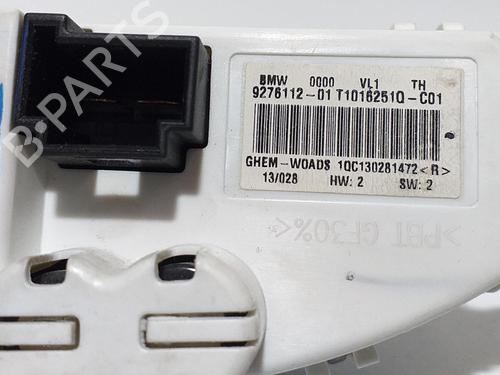 BMW 0000 VL1 TH
9276112-01 T1016251Q-C01
GHEM-WOADS 1QC130281472<R>
13/028 HW: 2 SW: 2
>PBT GF30%<
B-PARTS